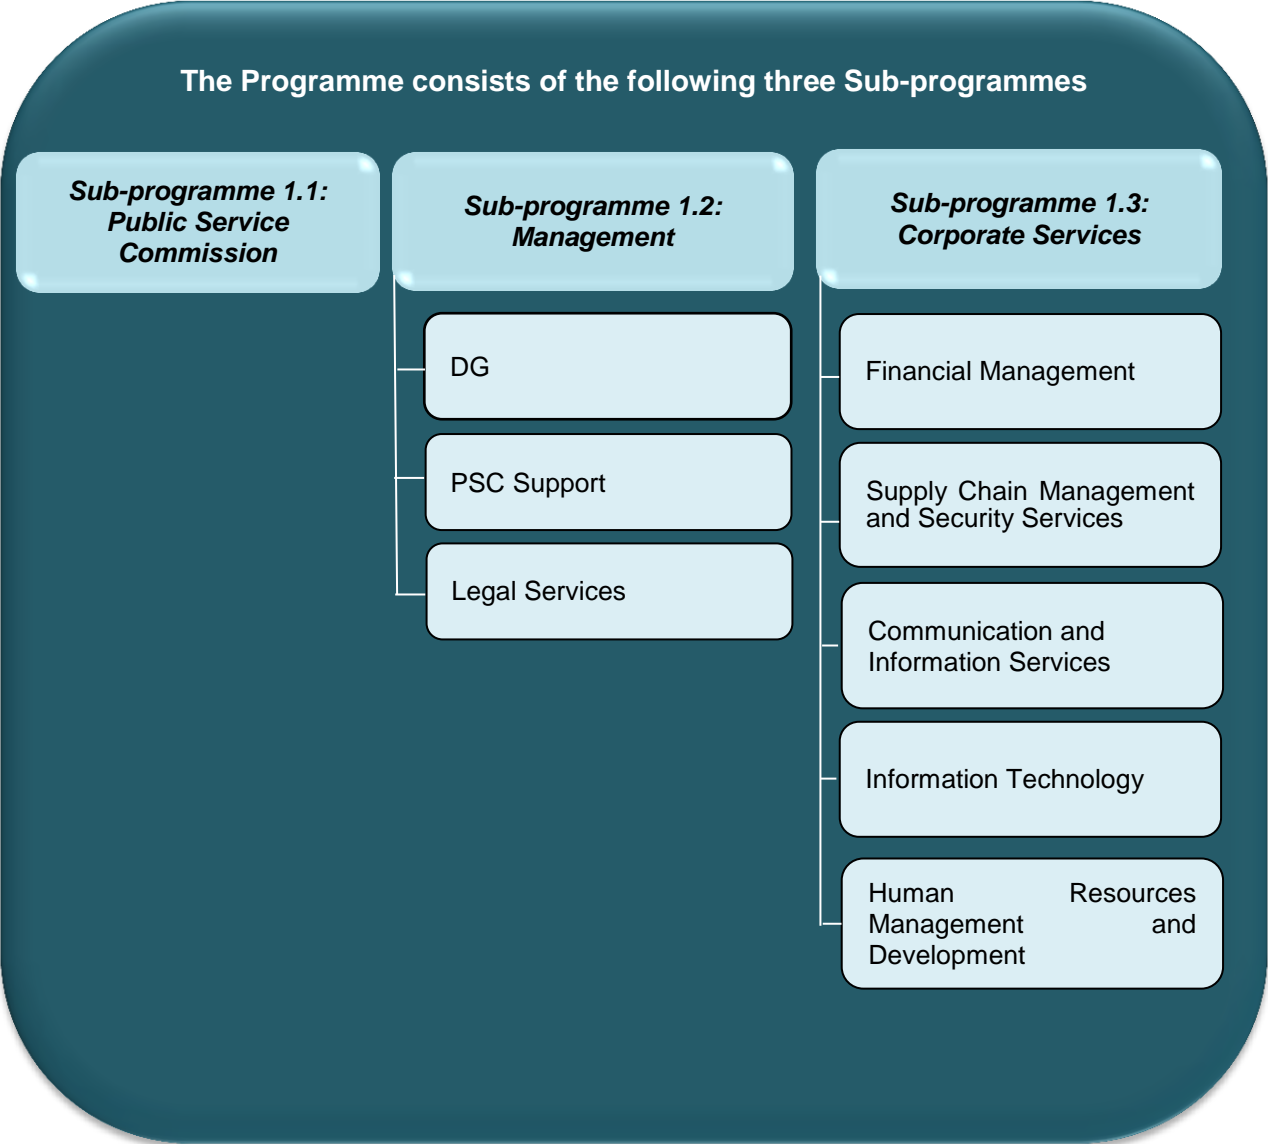 The Programme consists of the following three Sub-programmes
Sub-programme 1.1:
Public Service
Commission
Sub-programme 1.2:
Management
DG
PSC Support
Legal Services
Sub-programme 1.3:
Corporate Services
Financial Management
Supply Chain Management
and Security Services
Communication and
Information Services
Information Technology
Human Resources
Management and
Development